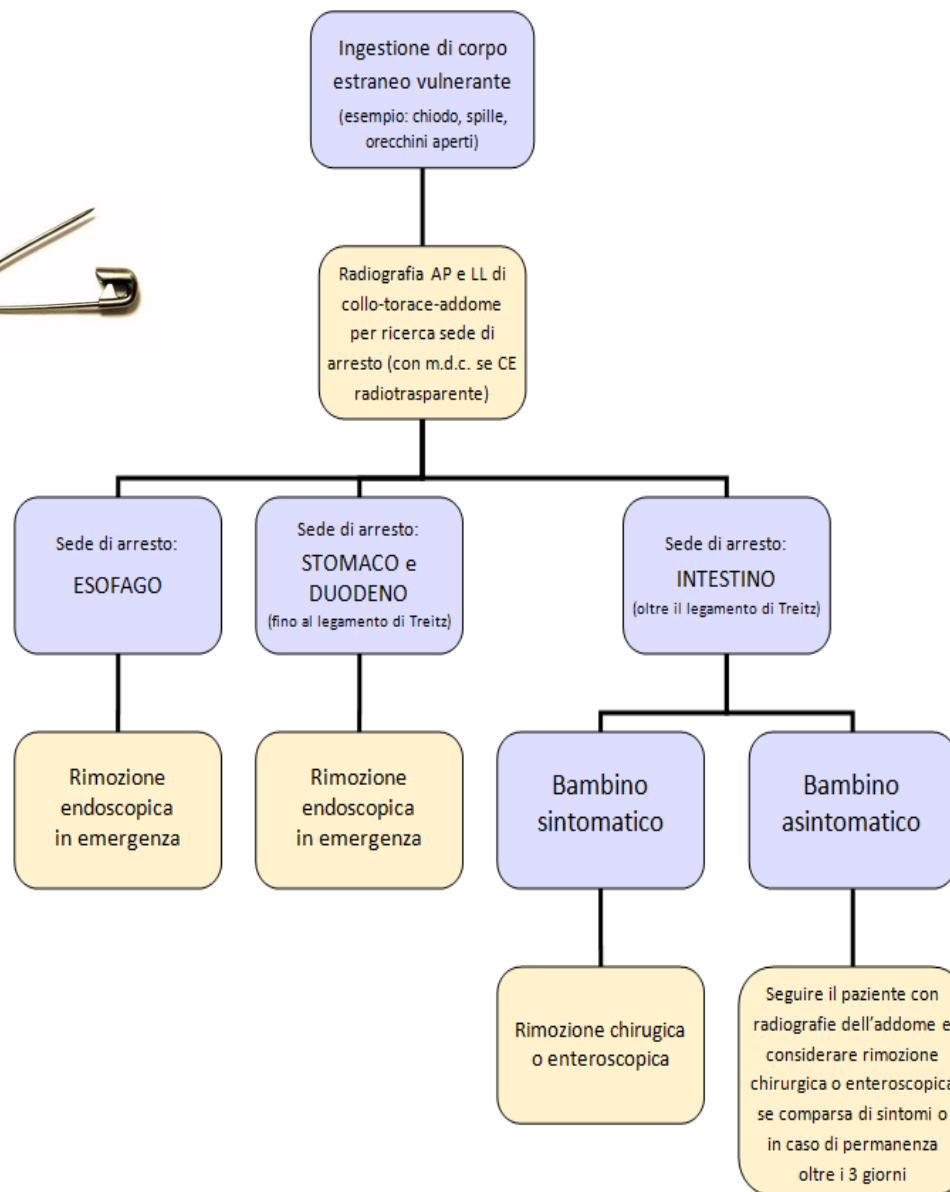 Ingestione di corpo
estraneo vulnerante
(esempio: chiodo, spille,
orecchini aperti)
Radiografia AP e LL di
collo-torace-addome
per ricerca sede di
arresto (con m.d.c. se CE
radiotrasparente)
Sede di arresto:
ESOFAGO
Sede di arresto:
STOMACO e
DUODENO
(fino al legamento di Treitz)
Sede di arresto:
INTESTINO
(oltre il legamento di Treitz)
Rimozione
endoscopica
in emergenza
Rimozione
endoscopica
in emergenza
Bambino
sintomatico
Bambino
asintomatico
Rimozione chirugica
o enteroscopica
Seguire il paziente con
radiografie dell'addome e
considerare rimozione
chirurgica o enteroscopica
se comparsa di sintomi o
in caso di permanenza
oltre i 3 giorni